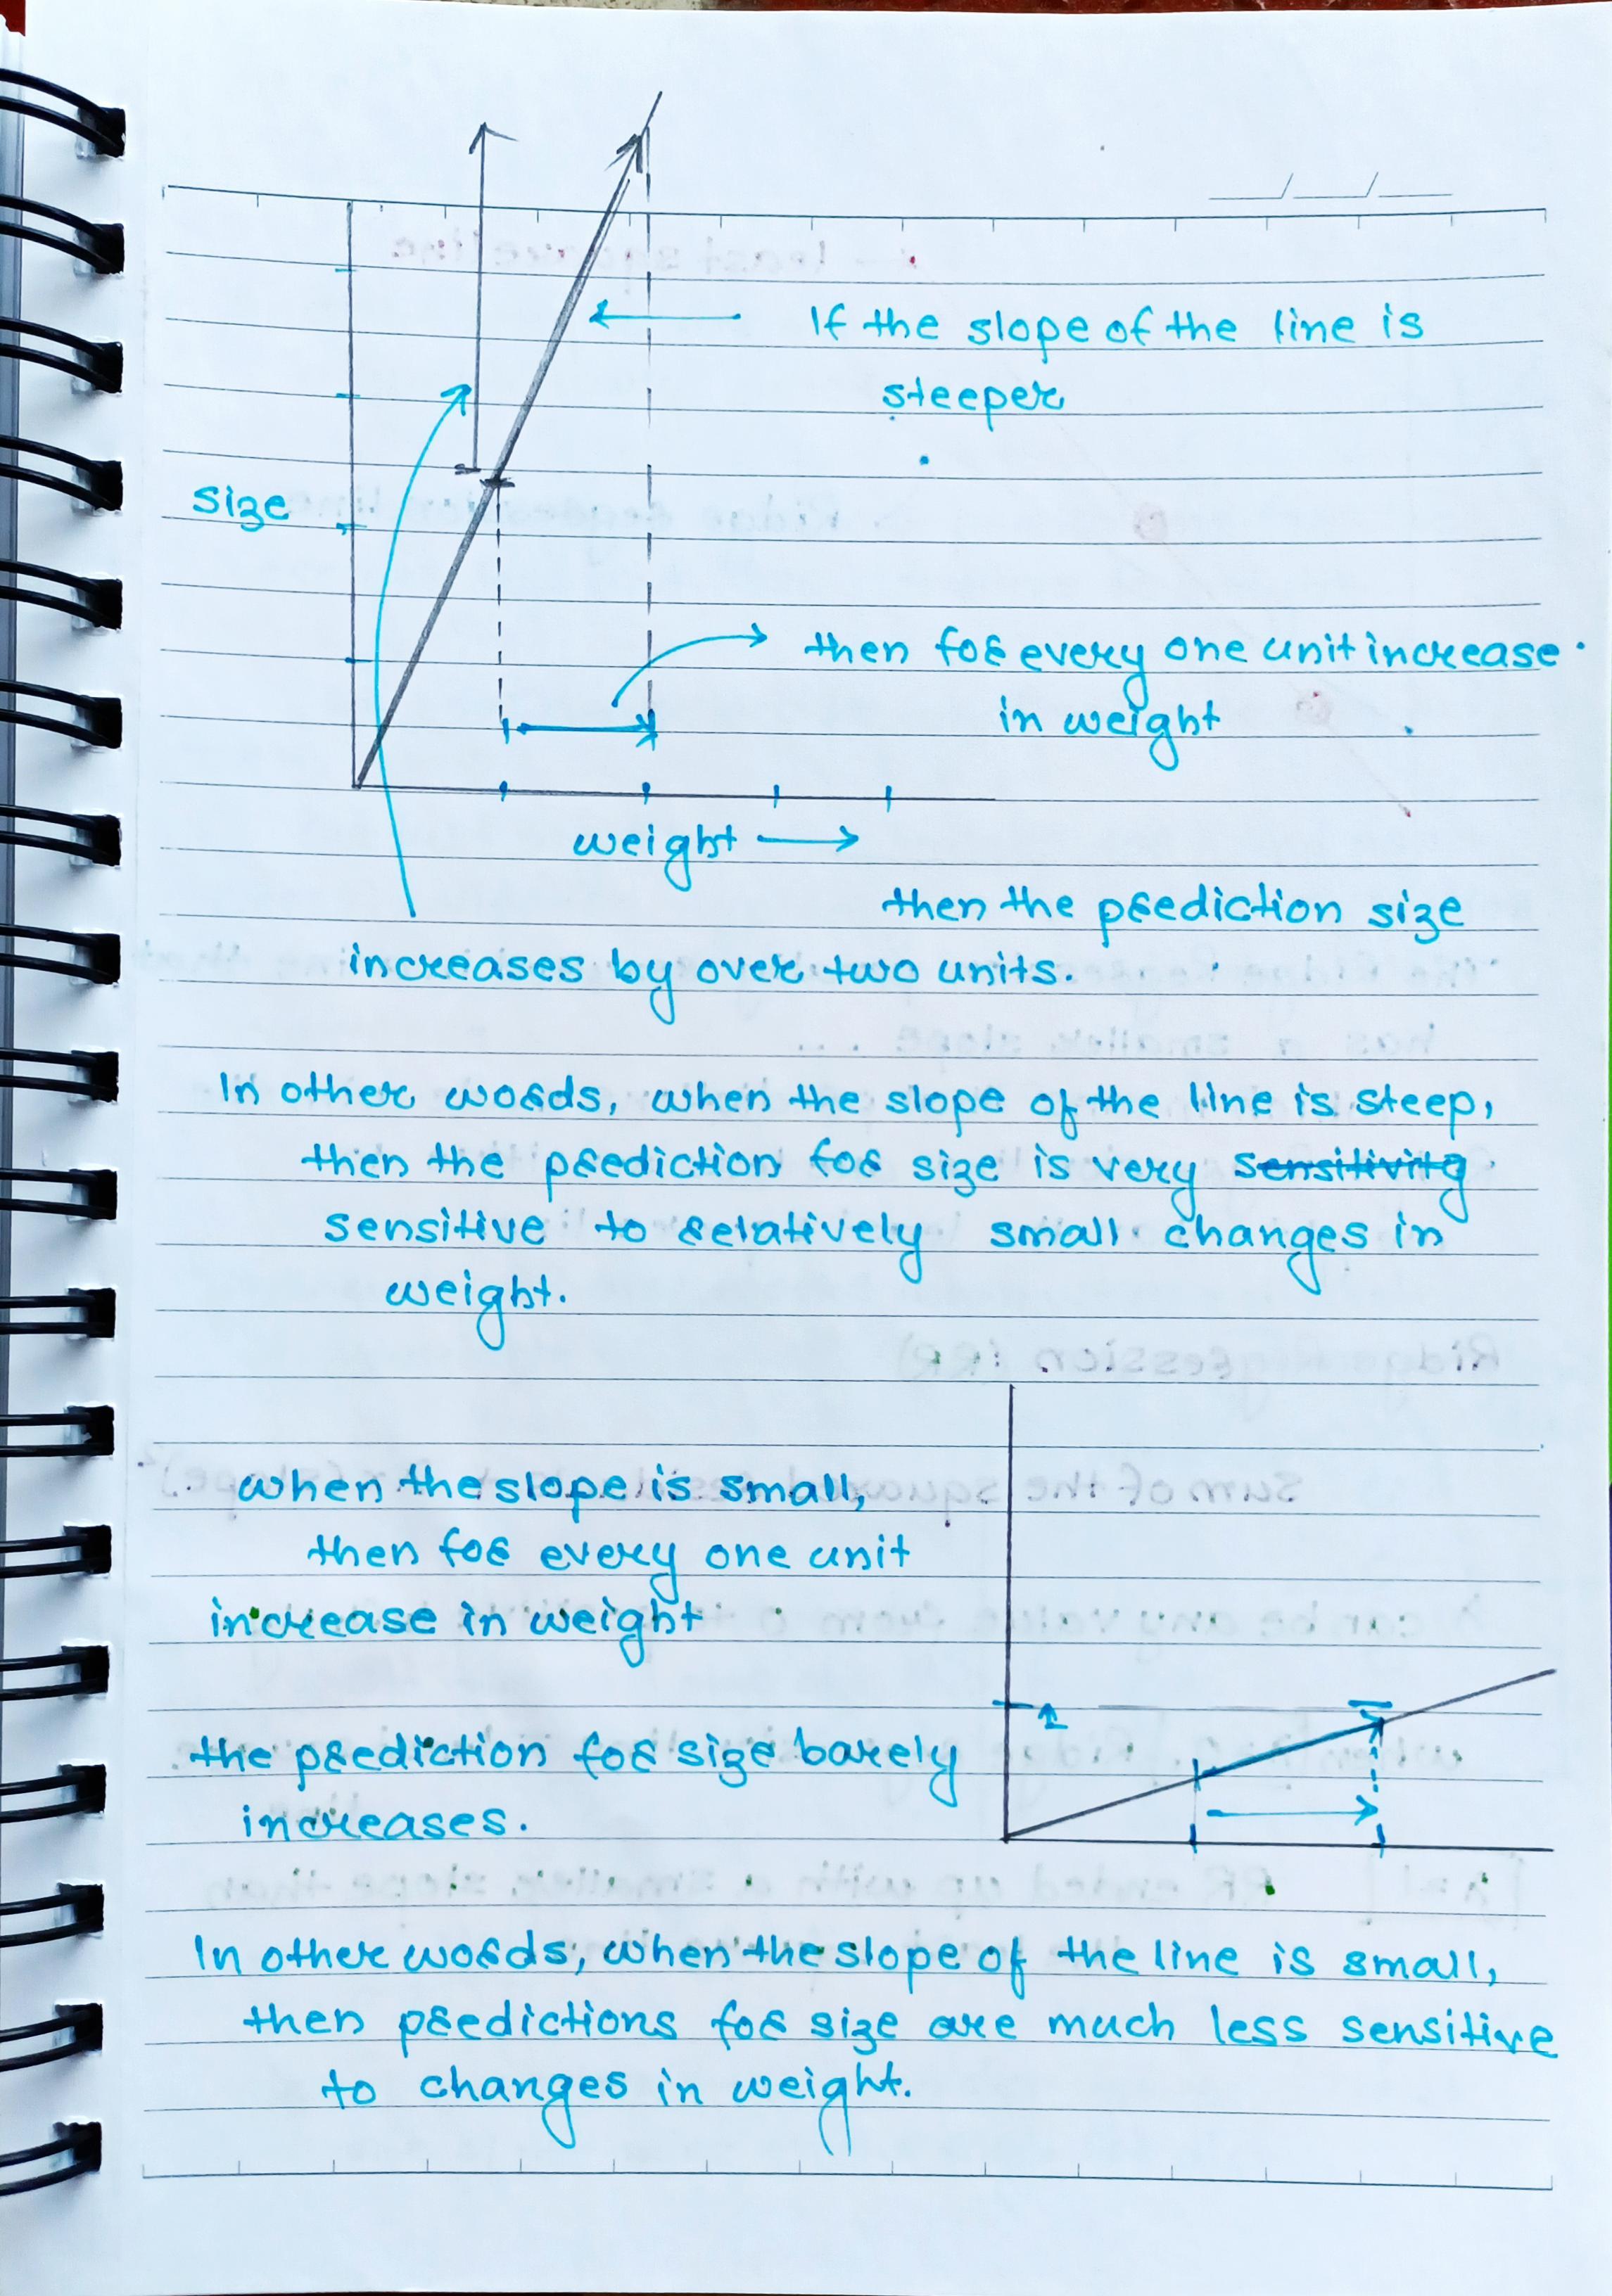 If the slope of the line is
steeper
size
then for every one unit increase
in weight
weight
then the prediction size
increases by over two units.
In other words, when the slope of the line is steep,
then the prediction for size is very sensitivity
sensitive to relatively small changes in
weight.
when the slope is small,
then for every one unit
increase in weight
the prediction for size barely
increases.
In other words, when the slope of the line is small,
then predictions for size are much less sensitive
to changes in weight.